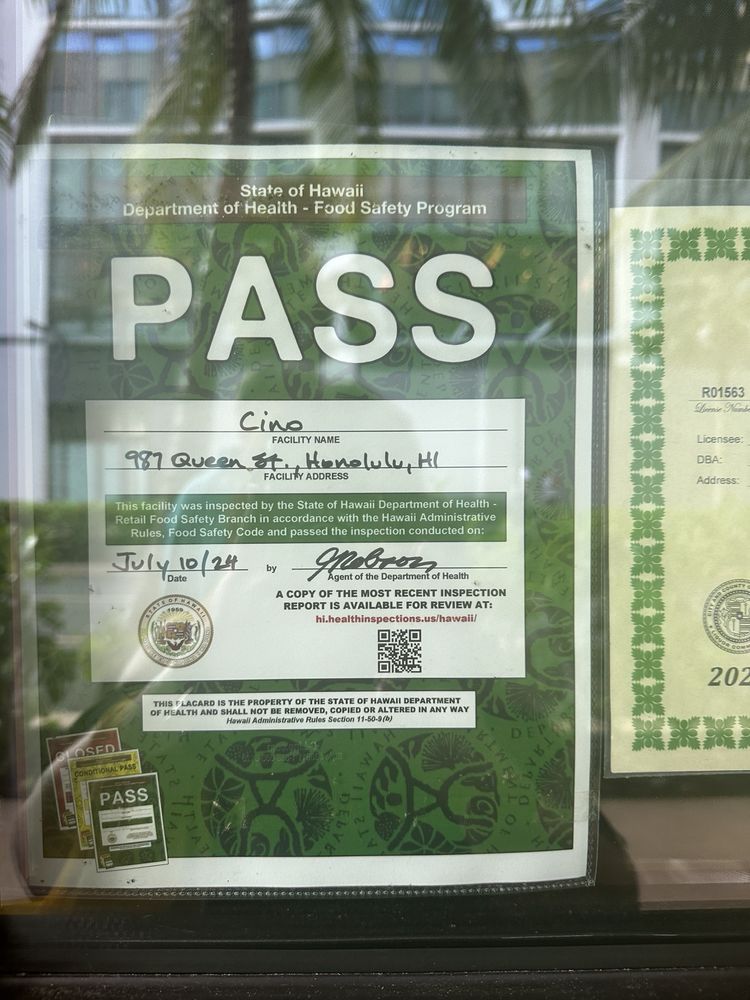 State of Hawaii
Department of Health - Food Safety Program
PASS
Cino
FACILITY NAME
987 Queen St., Honolulu, HI
FACILITY ADDRESS
This facility was inspected by the State of Hawaii Department of Health -
Retail Food Safety Branch in accordance with the Hawaii Administrative
Rules, Food Safety Code and passed the inspection conducted on:
July 10/24 by
Date
Agent of the Department of Health
A COPY OF THE MOST RECENT INSPECTION
REPORT IS AVAILABLE FOR REVIEW AT:
hi.healthinspections.us/hawaii/
STATE OF HAWAII
1959
THIS PLACARD IS THE PROPERTY OF THE STATE OF HAWAII DEPARTMENT
OF HEALTH AND SHALL NOT BE REMOVED, COPIED OR ALTERED IN ANY WAY
Hawaii Administrative Rules Section 11-50-9(b)
CLOSED
CONDITIONAL PASS
PASS
R01563
License
Licensee:
DBA:
Address:
202